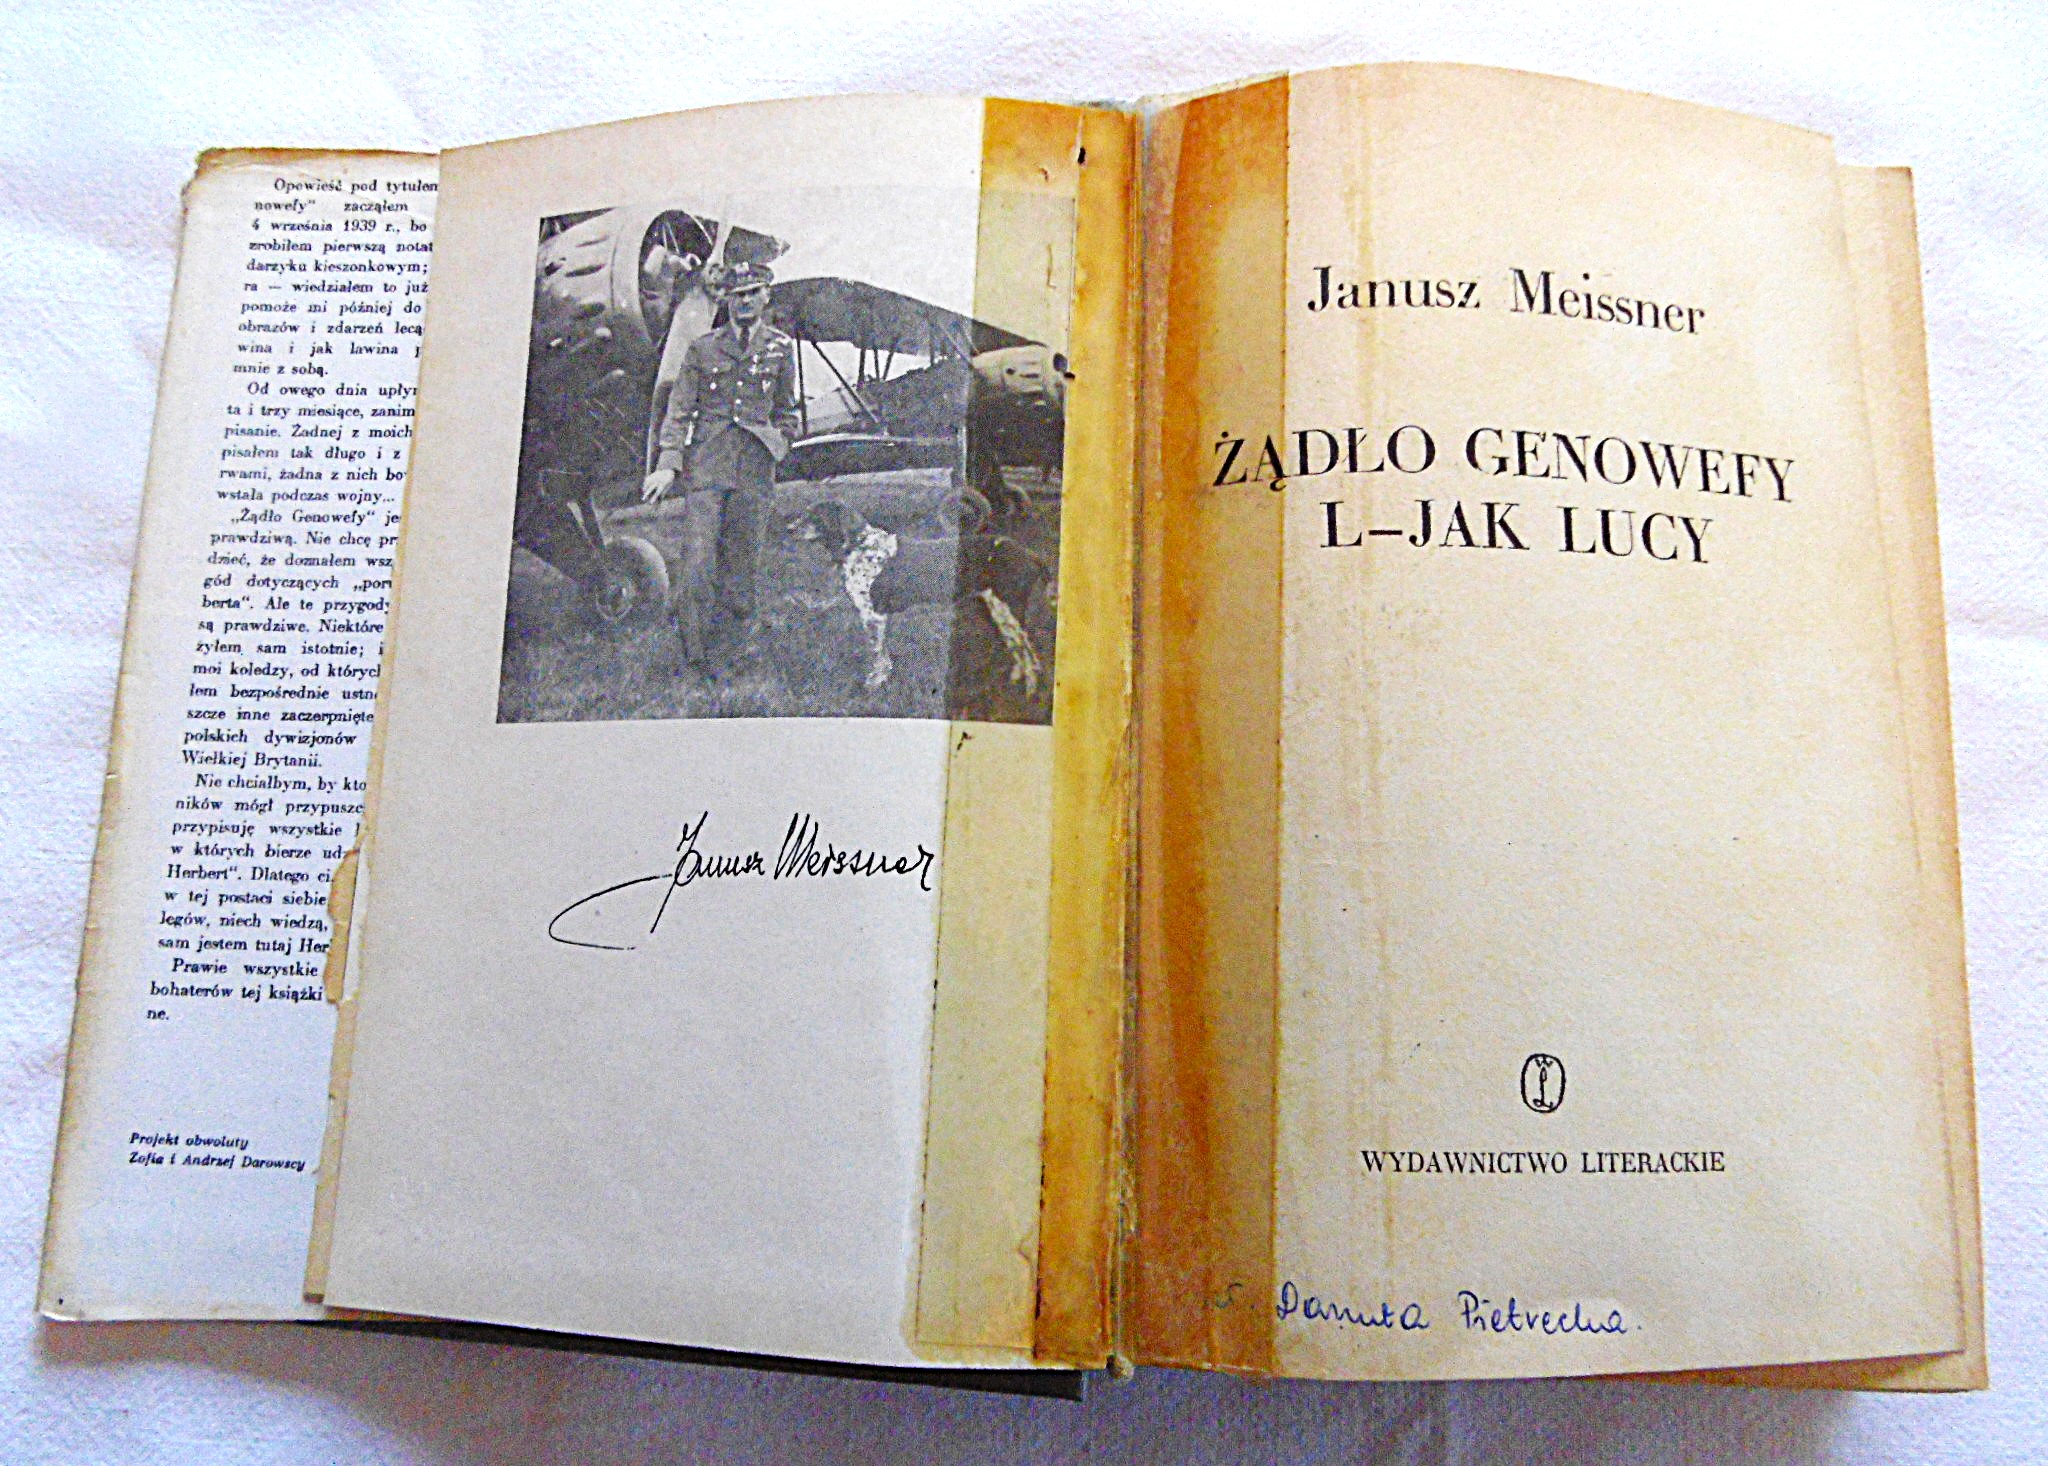 Opowieść pod tytułem
nowefy" zacząłem
4 września 1939 r., bo
zrobiłem pierwszą notat
darzyku kieszonkowym;
ra — wiedziałem to już
pomoże mi później do
obrazów i zdarzeń lecą
wina i jak lawina p
mnie z sobą.
Od owego dnia upłyn
ta i trzy miesiące, zanim
pisanie. Żadnej z moich
pisałem tak długo i z
rwami, żadna z nich bo
wstała podczas wojny...
„Żądło Genowefy" je
prawdziwą. Nie chcę pr
dzieć, że doznałem wsz
gód dotyczących „poru
berta". Ale te przygody
są prawdziwe. Niektóre
żyłem sam istotnie; i
moi koledzy, od których
łem bezpośrednie ustn
szcze inne zaczerpnięte
polskich dywizjonów
Wielkiej Brytanii.
Nie chciałbym, by kto
ników mógł przypuszc
przypisuję wszystkie
w których bierze udz
Herbert". Dlatego ci,
w tej postaci siebie
legów, niech wiedzą,
sam jestem tutaj Her
Prawie wszystkie
bohaterów tej książki
ne.
Projekt obwoluty
Zofia i Andrzej Darowscy
Janusz Meissner
Janusz Meissner
ŻĄDŁO GENOWEFY
L–JAK LUCY
WL
WYDAWNICTWO LITERACKIE
Danuta Pietrecha.